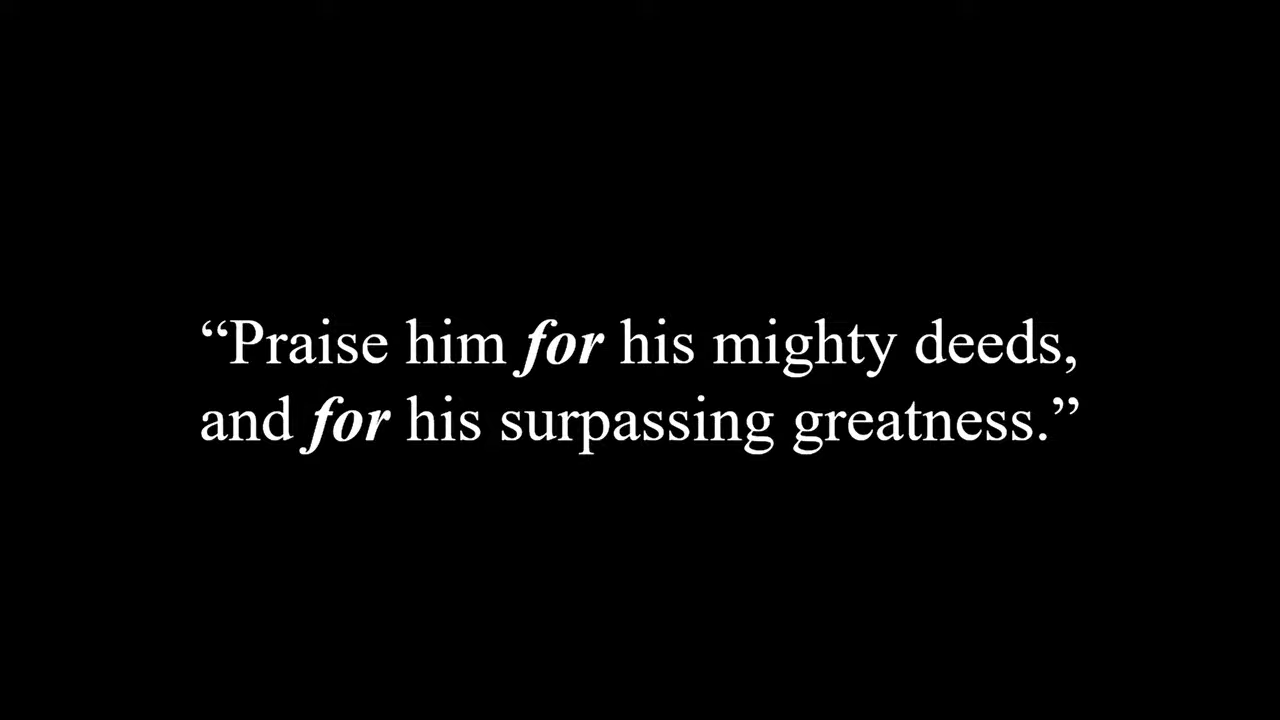 “Praise him for his mighty deeds,
and for his surpassing greatness.”